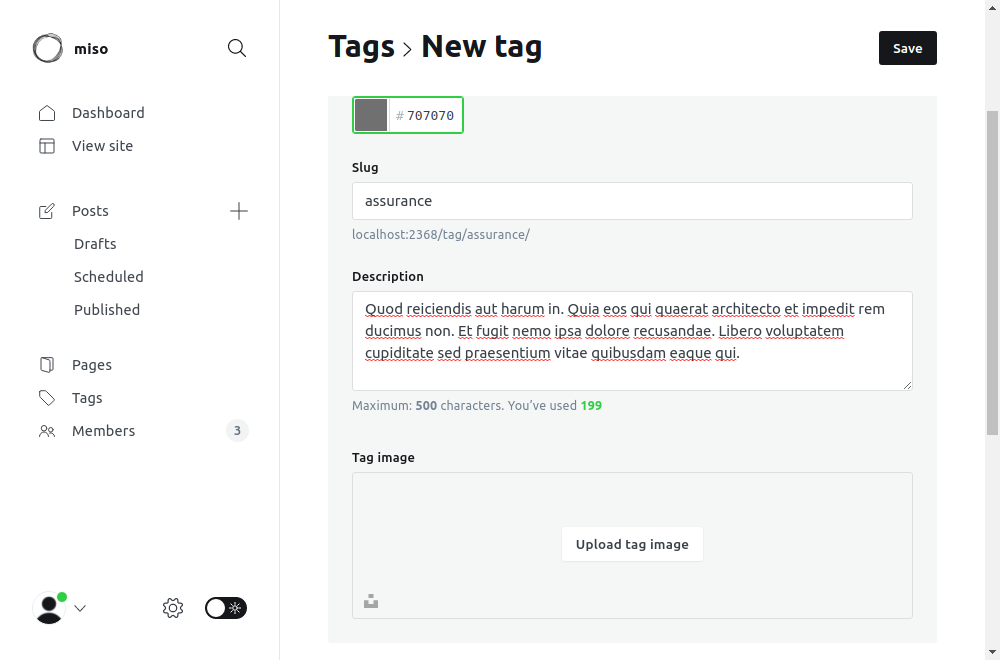 miso
Tags > New tag
Save
Dashboard
View site
# 707070
Slug
assurance
localhost:2368/tag/assurance/
Posts
Drafts
Scheduled
Published
Description
Quod reiciendis aut harum in. Quia eos qui quaerat architecto et impedit rem
ducimus non. Et fugit nemo ipsa dolore recusandae. Libero voluptatem
cupiditate sed praesentium vitae quibusdam eaque qui.
Maximum: 500 characters. You've used 199
Pages
Tags
Members 3
Tag image
Upload tag image